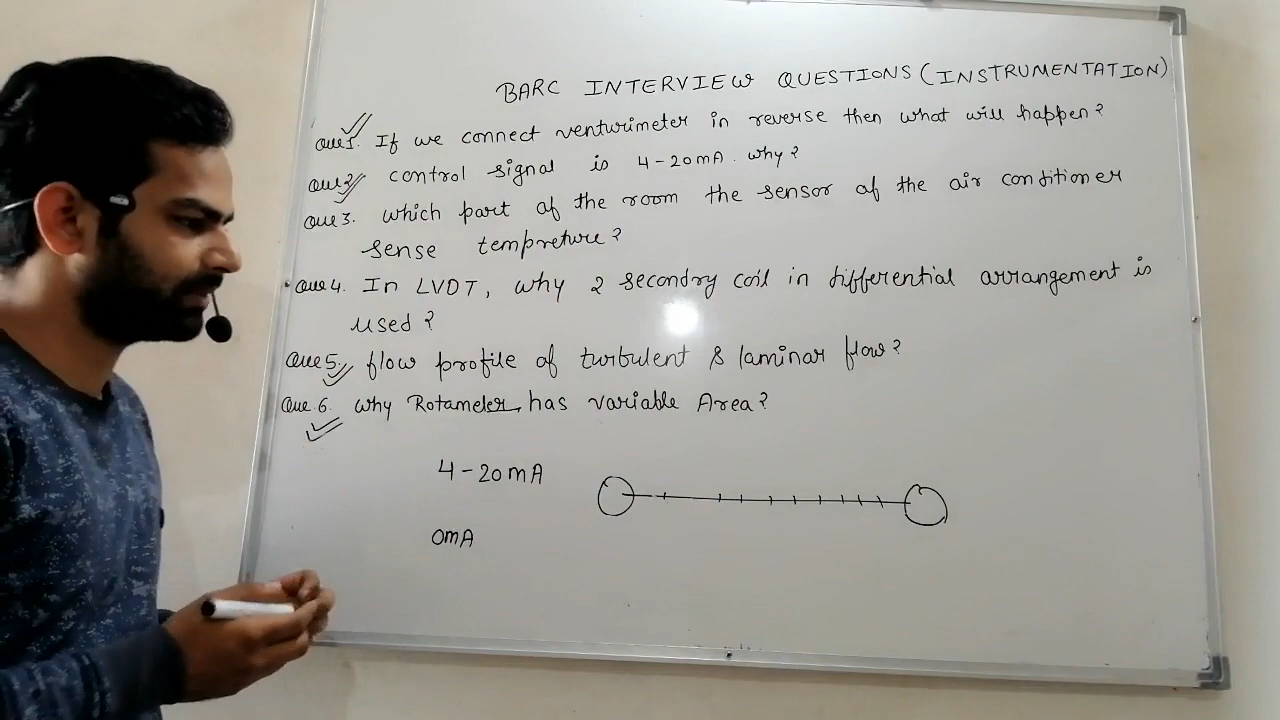 BARC INTERVIEW QUESTIONS (INSTRUMENTATION)
Que1. If we connect venturimeter in reverse then what will happen?
Que2. control signal is 4-20mA. why?
Que3. which part of the room the sensor of the air conditioner
sense tempreture?
Que4. In LVDT, why 2 secondry coil in differential arrangement is
used?
Que5. flow profile of turbulent & laminar flow?
Que 6. why Rotameter has variable Area?
4-20mA
0mA